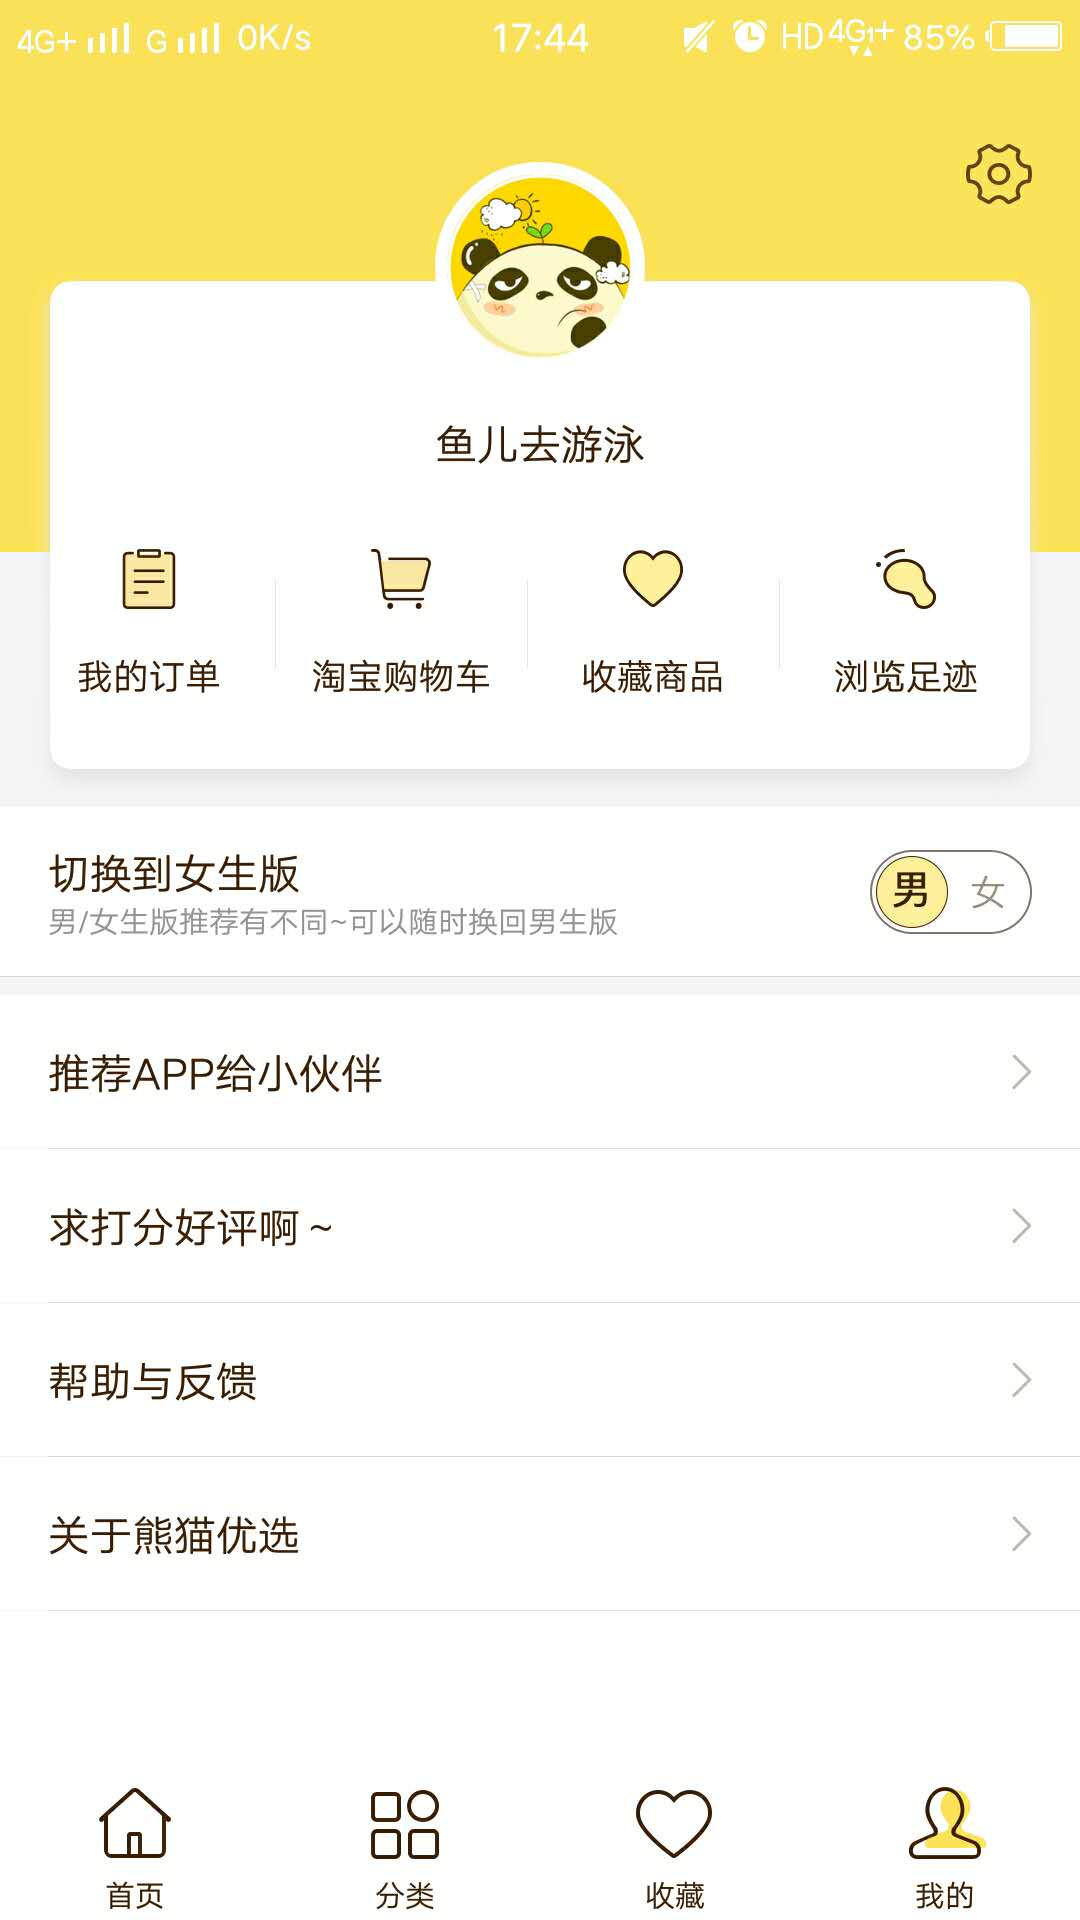 4G+ G 0K/s 17:44 HD 4G+ 85%
鱼儿去游泳
我的订单 淘宝购物车 收藏商品 浏览足迹
切换到女生版
男/女生版推荐有不同~可以随时换回男生版
男 女
推荐APP给小伙伴
求打分好评啊~
帮助与反馈
关于熊猫优选
首页 分类 收藏 我的